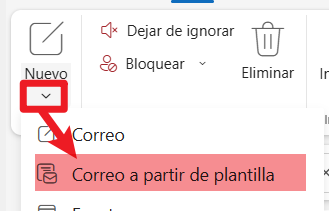 Dejar de ignorar
Nuevo
Bloquear
Eliminar
Correo
Correo a partir de plantilla